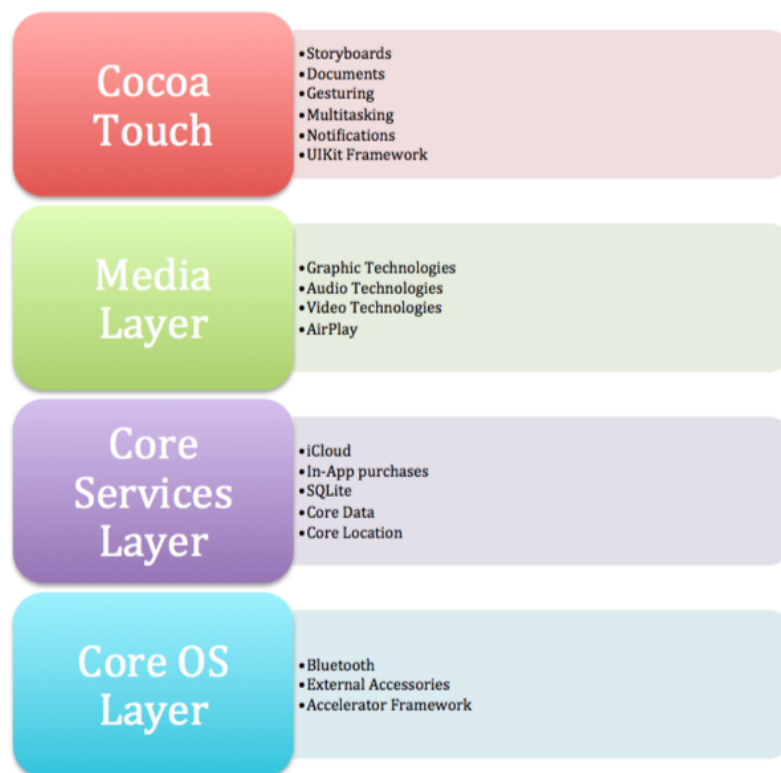 Cocoa
Touch
•Storyboards
•Documents
•Gesturing
•Multitasking
•Notifications
•UIKit Framework
Media
Layer
•Graphic Technologies
•Audio Technologies
•Video Technologies
•AirPlay
Core
Services
Layer
•iCloud
•In-App purchases
•SQLite
•Core Data
•Core Location
Core OS
Layer
•Bluetooth
•External Accessories
•Accelerator Framework